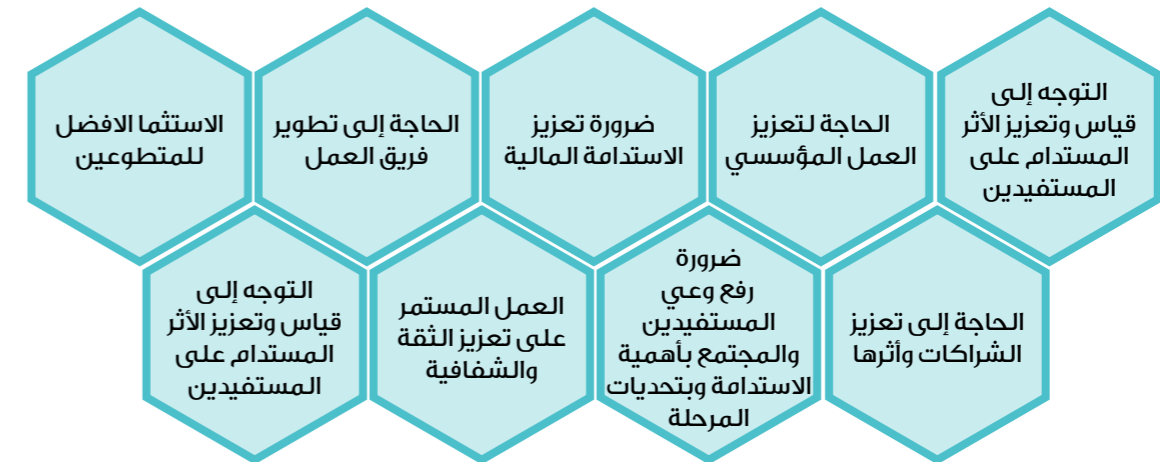 التوجه إلى
قياس وتعزيز الأثر
المستدام على
المستفيدين
الحاجة لتعزيز
العمل المؤسسي
ضرورة تعزيز
الاستدامة المالية
الحاجة إلى تطوير
فريق العمل
الاستثما الافضل
للمتطوعين
الحاجة إلى تعزيز
الشراكات وأثرها
ضرورة
رفع وعي
المستفيدين
والمجتمع بأهمية
الاستدامة وبتحديات
المرحلة
العمل المستمر
على تعزيز الثقة
والشفافية
التوجه إلى
قياس وتعزيز الأثر
المستدام على
المستفيدين